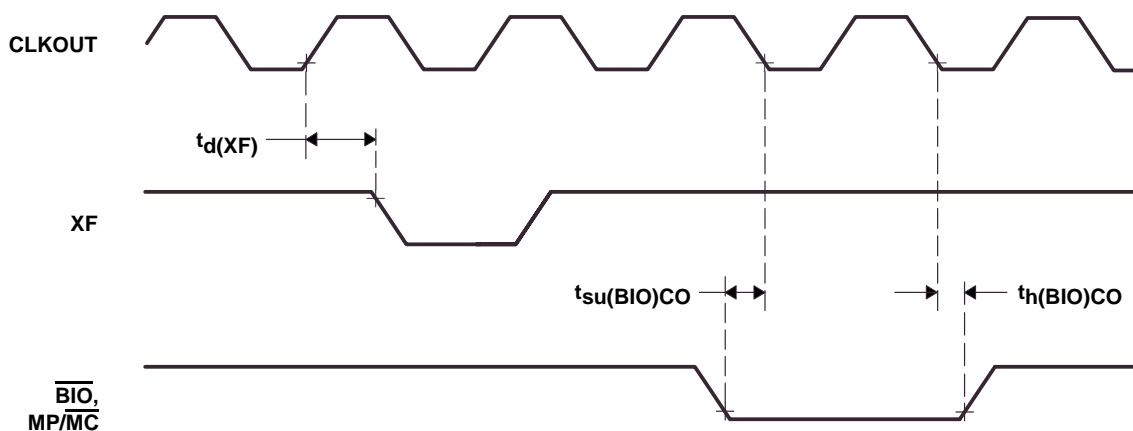 CLKOUT
td(XF)
XF
tsu(BIO)CO
th(BIO)CO
BIO,
MP/MC